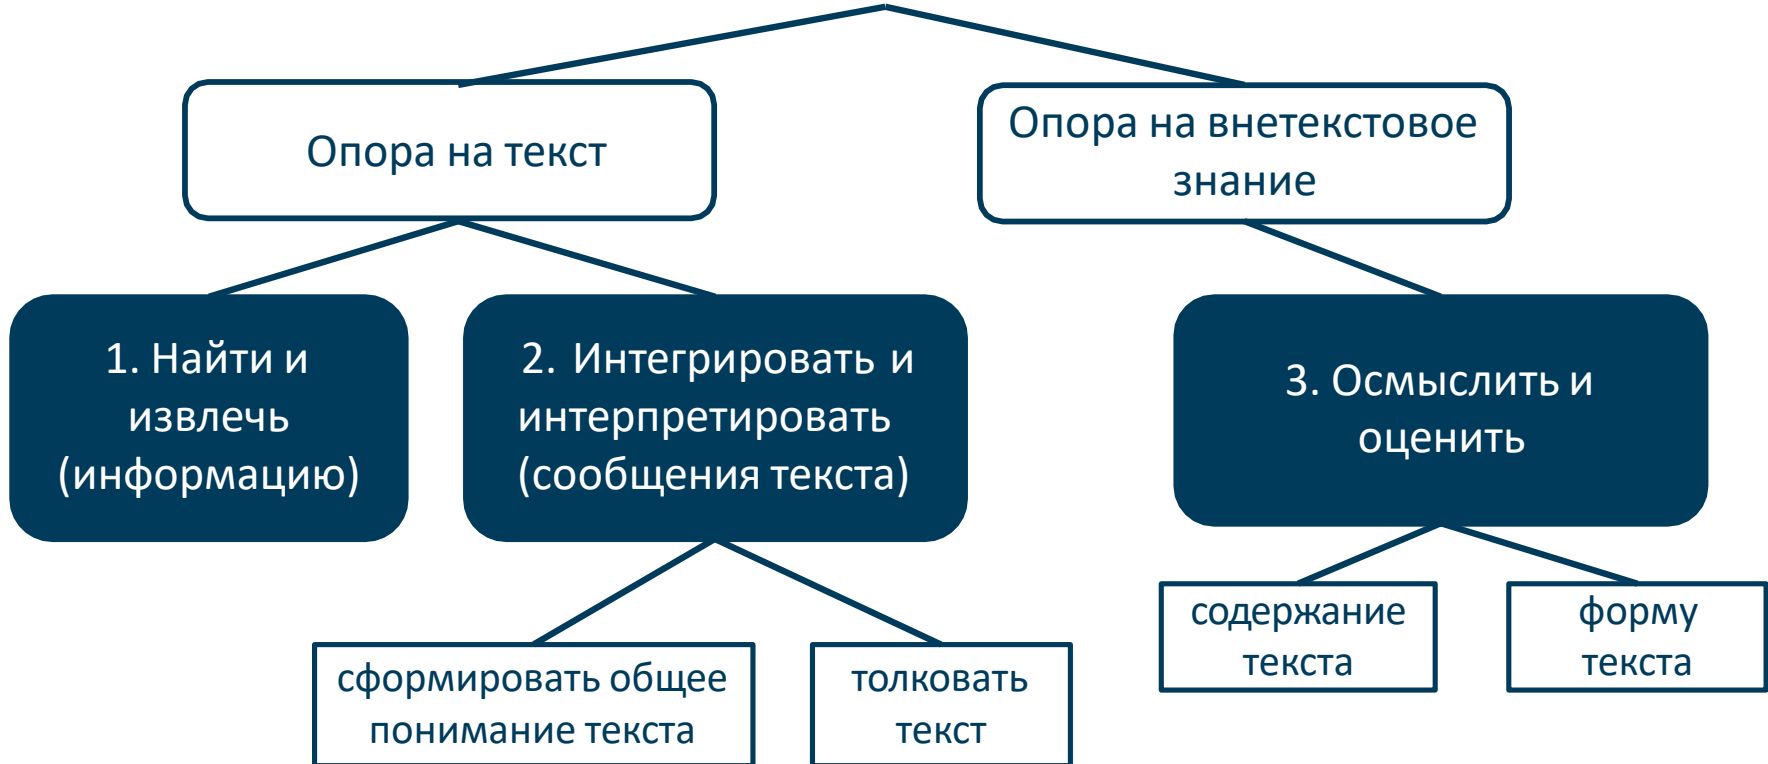 Опора на текст
Опора на внетекстовое
знание
1. Найти и
извлечь
(информацию)
2. Интегрировать и
интерпретировать
(сообщения текста)
3. Осмыслить и
оценить
сформировать общее
понимание текста
толковать
текст
содержание
текста
форму
текста